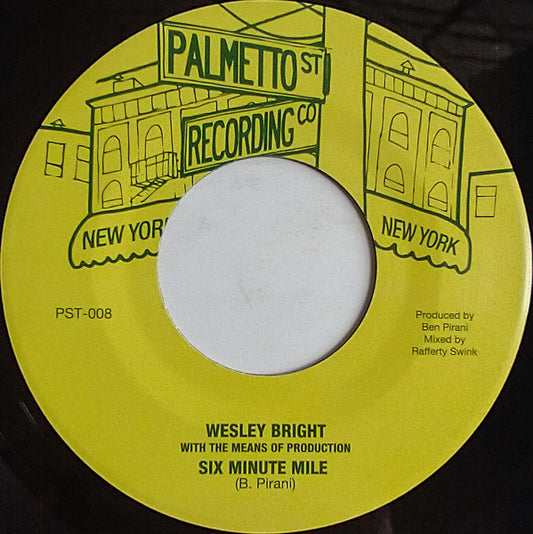 PALMETTO ST
RECORDING CO
NEW YORK
NEW YORK
PST-008
Produced by
Ben Pirani
Mixed by
Rafferty Swink
WESLEY BRIGHT
WITH THE MEANS OF PRODUCTION
SIX MINUTE MILE
(B. Pirani)